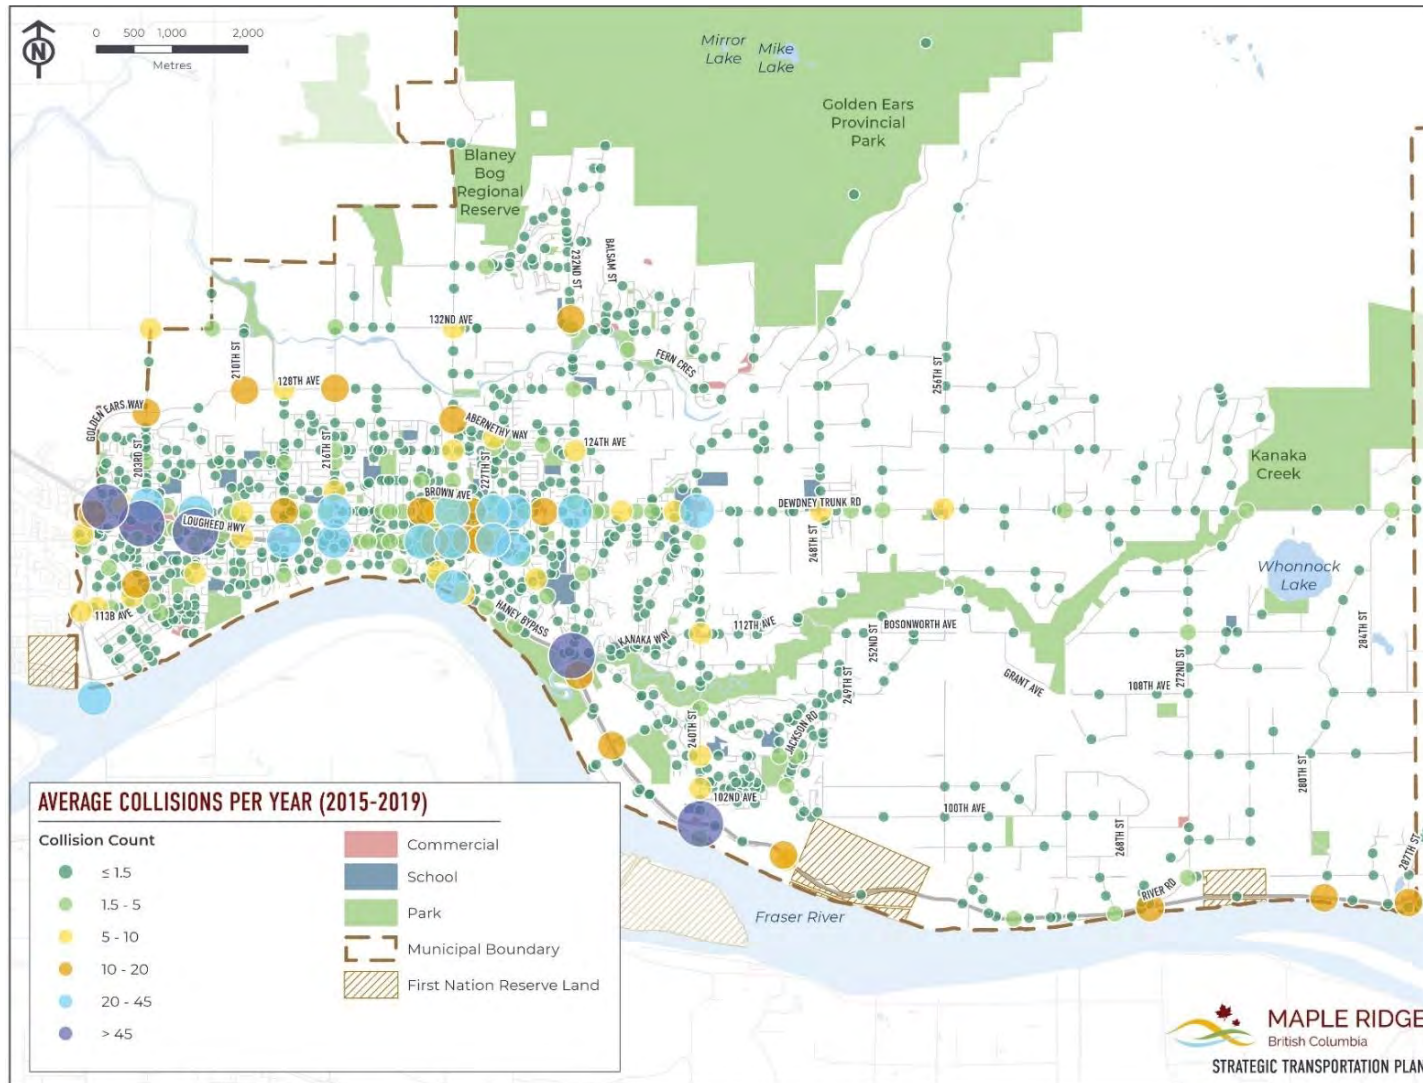 N
0 500 1,000 2,000
Metres
Mirror
Lake
Mike
Lake
Golden Ears
Provincial
Park
Blaney
Bog
Regional
Reserve
232ND ST
BALSAM ST
132ND AVE
210TH ST
128TH AVE
FERN CRES
256TH ST
GOLDEN EARS WAY
203RD ST
216TH ST
ABERNETHY WAY
227TH ST
124TH AVE
Kanaka
Creek
BROWN AVE
DEWDNEY TRUNK RD
LOUGHEED HWY
248TH ST
Whonnock
Lake
113B AVE
HANEY BYPASS
KANAKA WAY
112TH AVE
252ND ST
BOSONWORTH AVE
284TH ST
272ND ST
249TH ST
GRANT AVE
108TH AVE
240TH ST
JACKSON RD
280TH ST
102ND AVE
100TH AVE
268TH ST
287TH ST
RIVER RD
Fraser River
AVERAGE COLLISIONS PER YEAR (2015-2019)
Collision Count
≤ 1.5
1.5 - 5
5 - 10
10 - 20
20 - 45
> 45
Commercial
School
Park
Municipal Boundary
First Nation Reserve Land
MAPLE RIDGE
British Columbia
STRATEGIC TRANSPORTATION PLAN